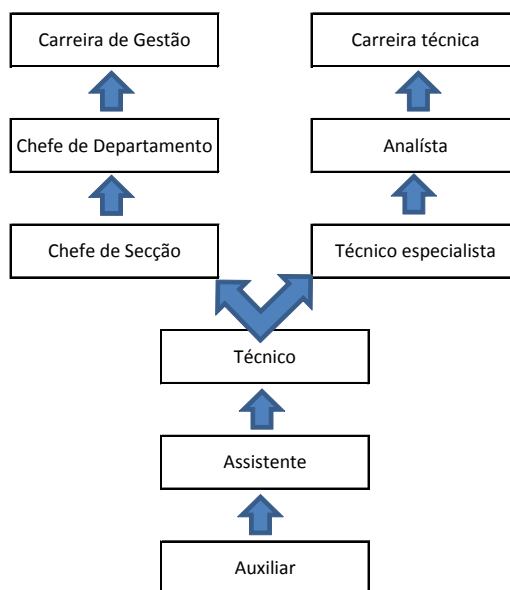 Carreira de Gestão
Carreira técnica
Chefe de Departamento
Analísta
Chefe de Secção
Técnico especialista
Técnico
Assistente
Auxiliar